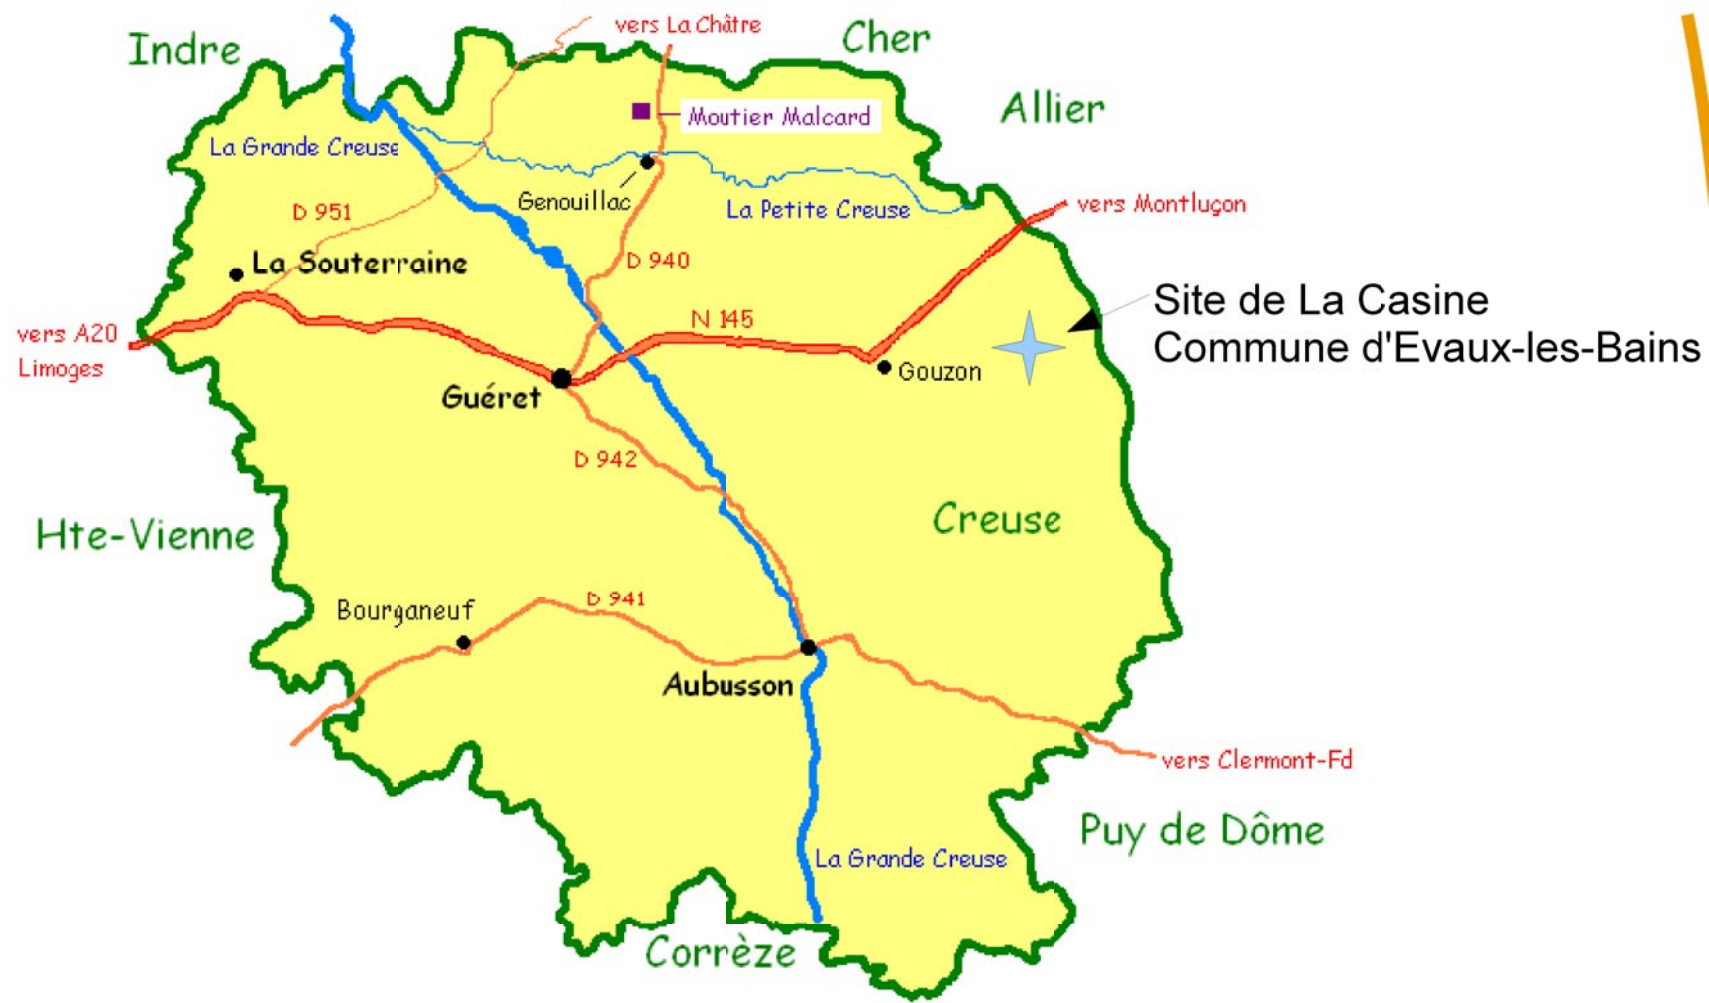 vers La Châtre
Cher
Indre
Allier
Moutier Malcard
La Grande Creuse
Genouillac
La Petite Creuse
vers Montluçon
D 951
D 940
La Souterraine
Site de La Casine
Commune d'Evaux-les-Bains
N 145
vers A20
Limoges
Gouzon
Guéret
D 942
Creuse
Hte-Vienne
Bourganeuf
D 941
Aubusson
vers Clermont-Fd
Puy de Dôme
La Grande Creuse
Corrèze